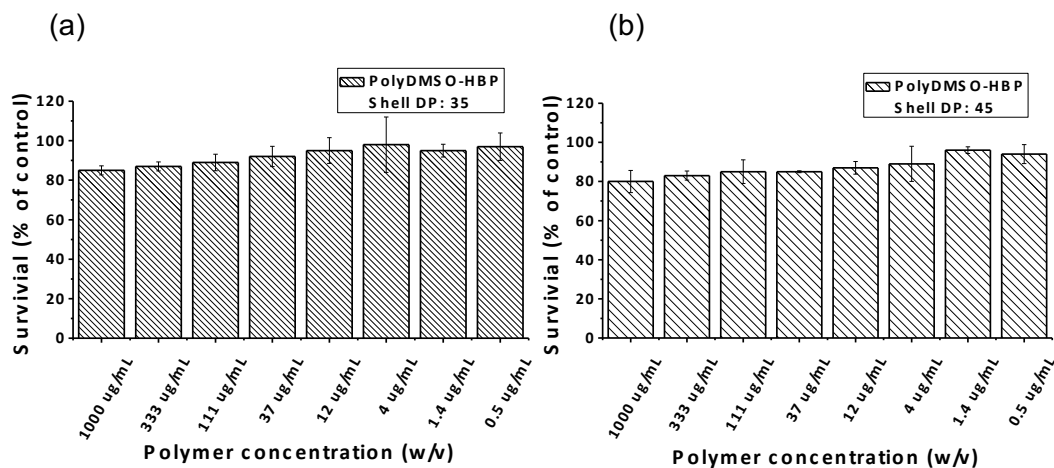 (a)
PolyDMSO-HBP
Shell DP: 35
120
100
80
60
40
20
0
Survivial (% of control)
1000 ug/mL
333 ug/mL
111 ug/mL
37 ug/mL
12 ug/mL
4 ug/mL
1.4 ug/mL
0.5 ug/mL
Polymer concentration (w/v)
(b)
PolyDMSO-HBP
Shell DP: 45
120
100
80
60
40
20
0
Survivial (% of control)
1000 ug/mL
333 ug/mL
111 ug/mL
37 ug/mL
12 ug/mL
4 ug/mL
1.4 ug/mL
0.5 ug/mL
Polymer concentration (w/v)